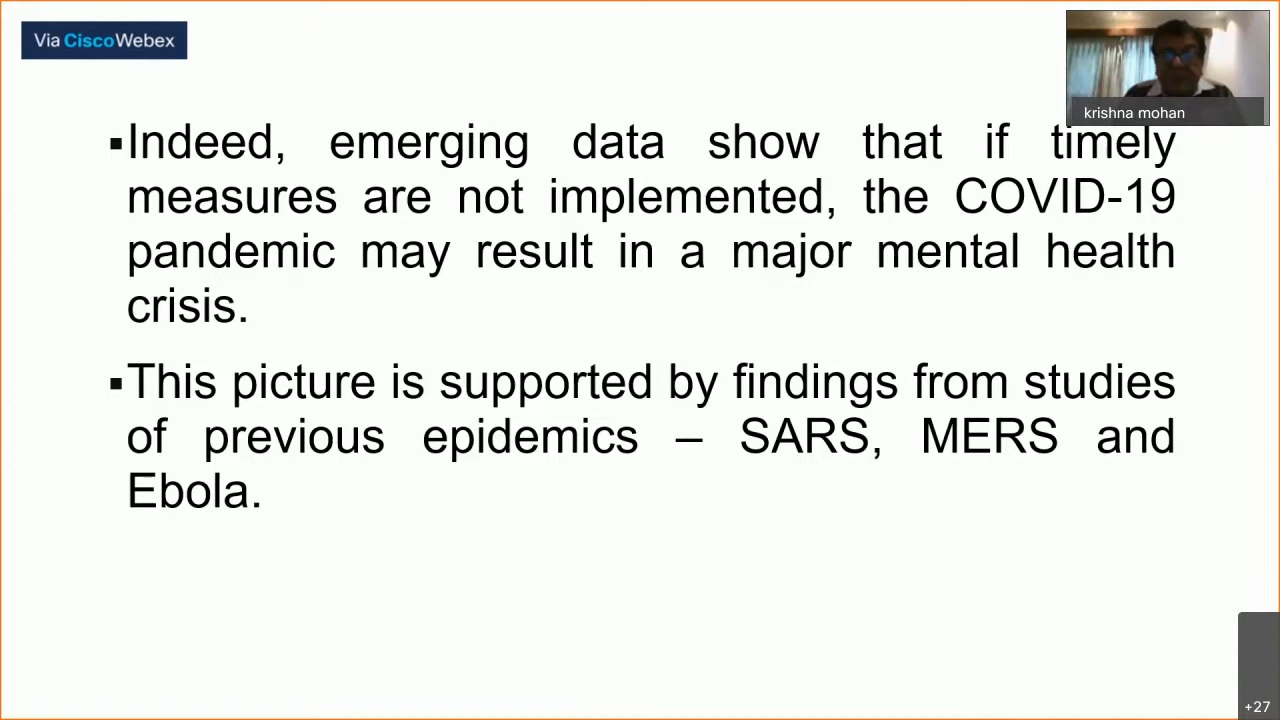 Via CiscoWebex
krishna mohan
▪Indeed, emerging data show that if timely
measures are not implemented, the COVID-19
pandemic may result in a major mental health
crisis.
▪This picture is supported by findings from studies
of previous epidemics – SARS, MERS and
Ebola.
+27